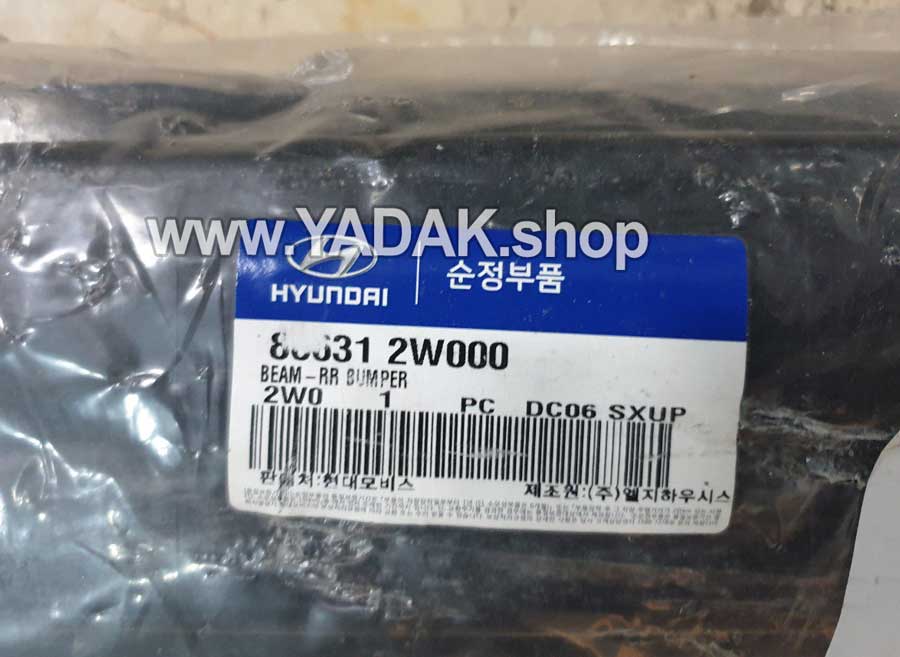 www.YADAK.shop
HYUNDAI
순정부품
86631 2W000
BEAM-RR BUMPER
2W0 1 PC DC06 SXUP
판매처:현대모비스 제조원:(주)엘지하우시스